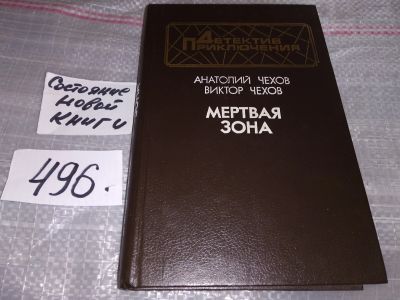 Детектив
Приключения
АНАТОЛИЙ ЧЕХОВ
ВИКТОР ЧЕХОВ
МЕРТВАЯ
ЗОНА
Состояние
новой
книги
496.